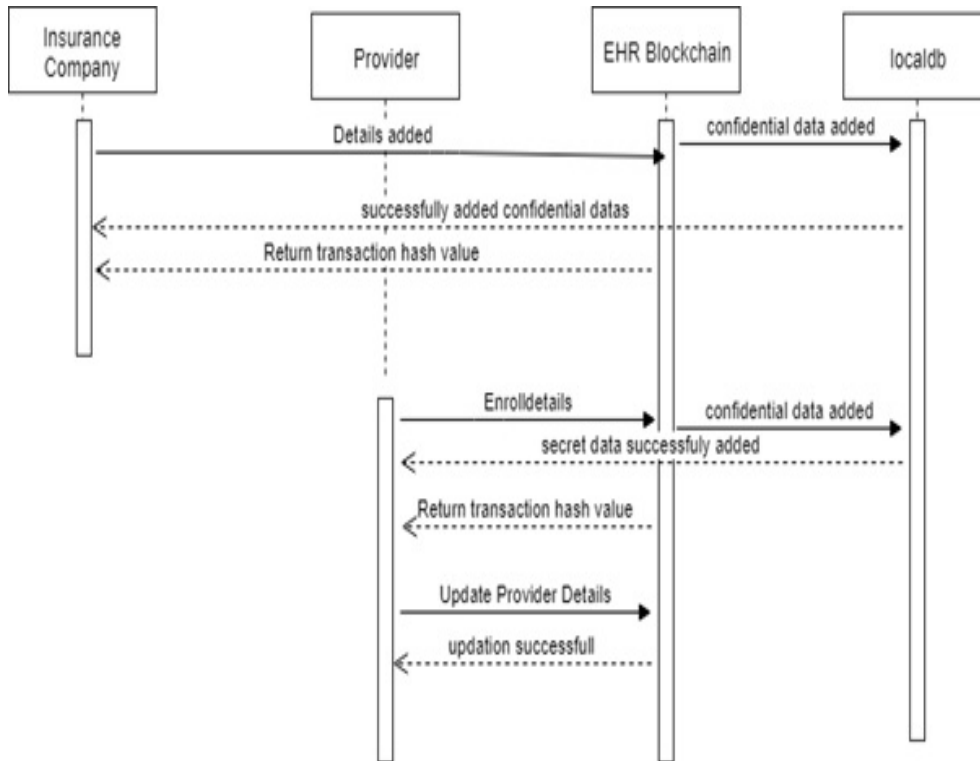 Insurance
Company
Provider
EHR Blockchain
localdb
Details added
confidential data added
successfully added confidential datas
Return transaction hash value
Enrolldetails
confidential data added
secret data successfuly added
Return transaction hash value
Update Provider Details
updation successfull